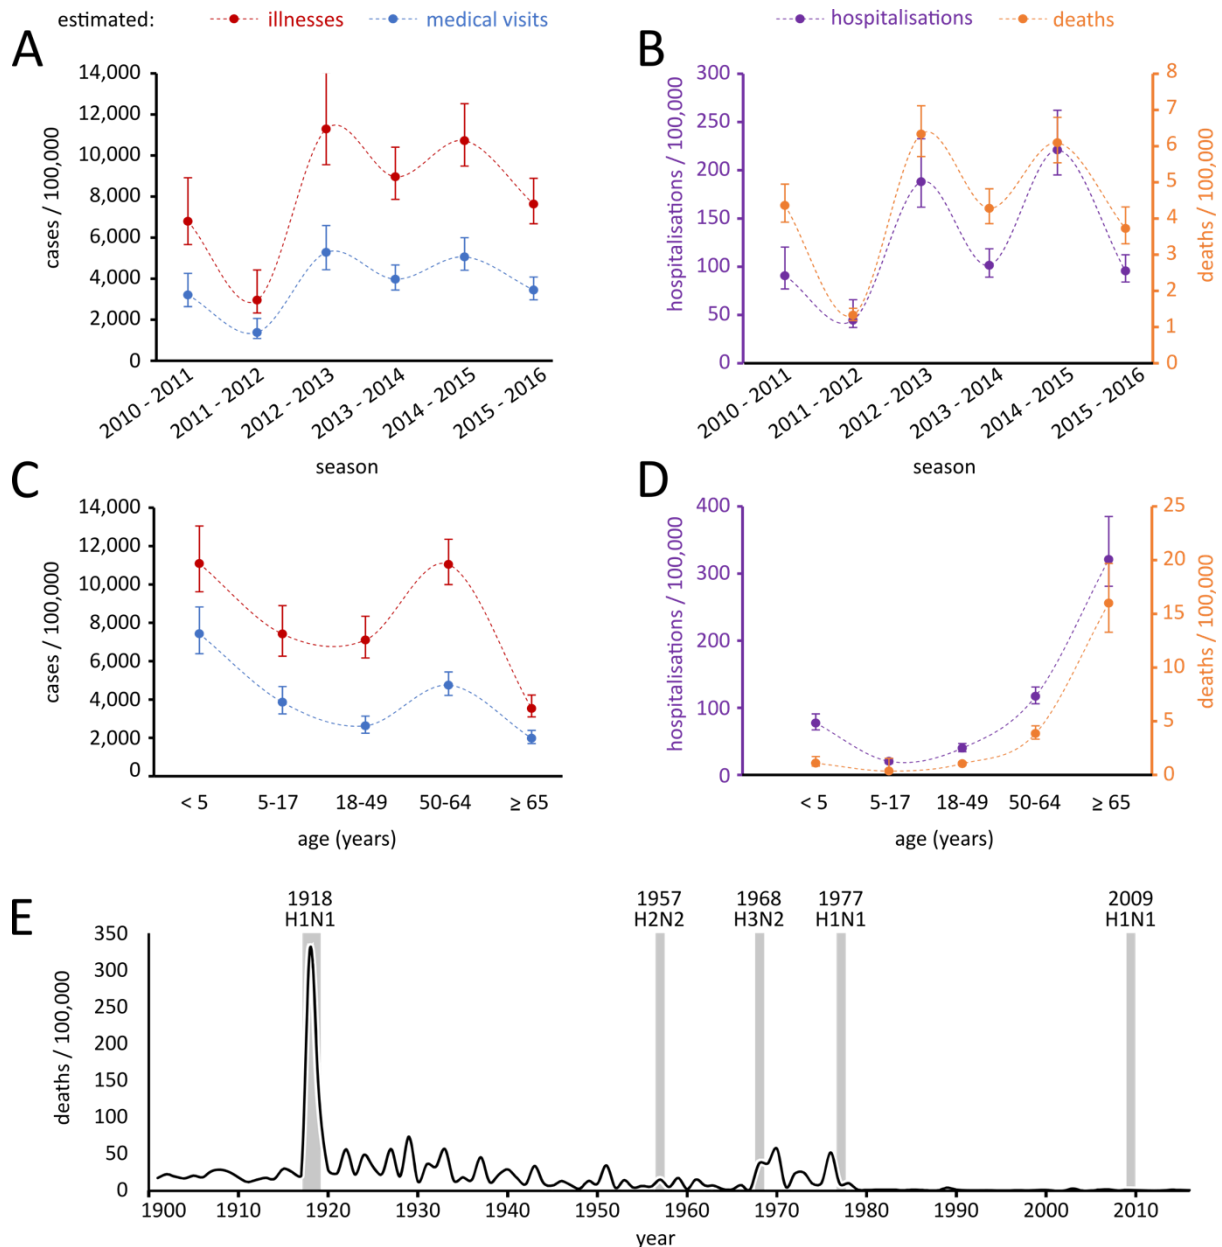 estimated: illnesses medical visits hospitalisations deaths
A
cases / 100,000
14,000
12,000
10,000
8,000
6,000
4,000
2,000
0
2010 - 2011
2011 - 2012
2012 - 2013
2013 - 2014
2014 - 2015
2015 - 2016
season
B
hospitalisations / 100,000
300
250
200
150
100
50
0
8
7
6
5
4
3
2
1
0
deaths / 100,000
2010 - 2011
2011 - 2012
2012 - 2013
2013 - 2014
2014 - 2015
2015 - 2016
season
C
cases / 100,000
14,000
12,000
10,000
8,000
6,000
4,000
2,000
0
< 5 5-17 18-49 50-64 ≥ 65
age (years)
D
hospitalisations / 100,000
400
300
200
100
0
25
20
15
10
5
0
deaths / 100,000
< 5 5-17 18-49 50-64 ≥ 65
age (years)
E
1918
H1N1
1957
H2N2
1968
H3N2
1977
H1N1
2009
H1N1
deaths / 100,000
350
300
250
200
150
100
50
0
1900 1910 1920 1930 1940 1950 1960 1970 1980 1990 2000 2010
year